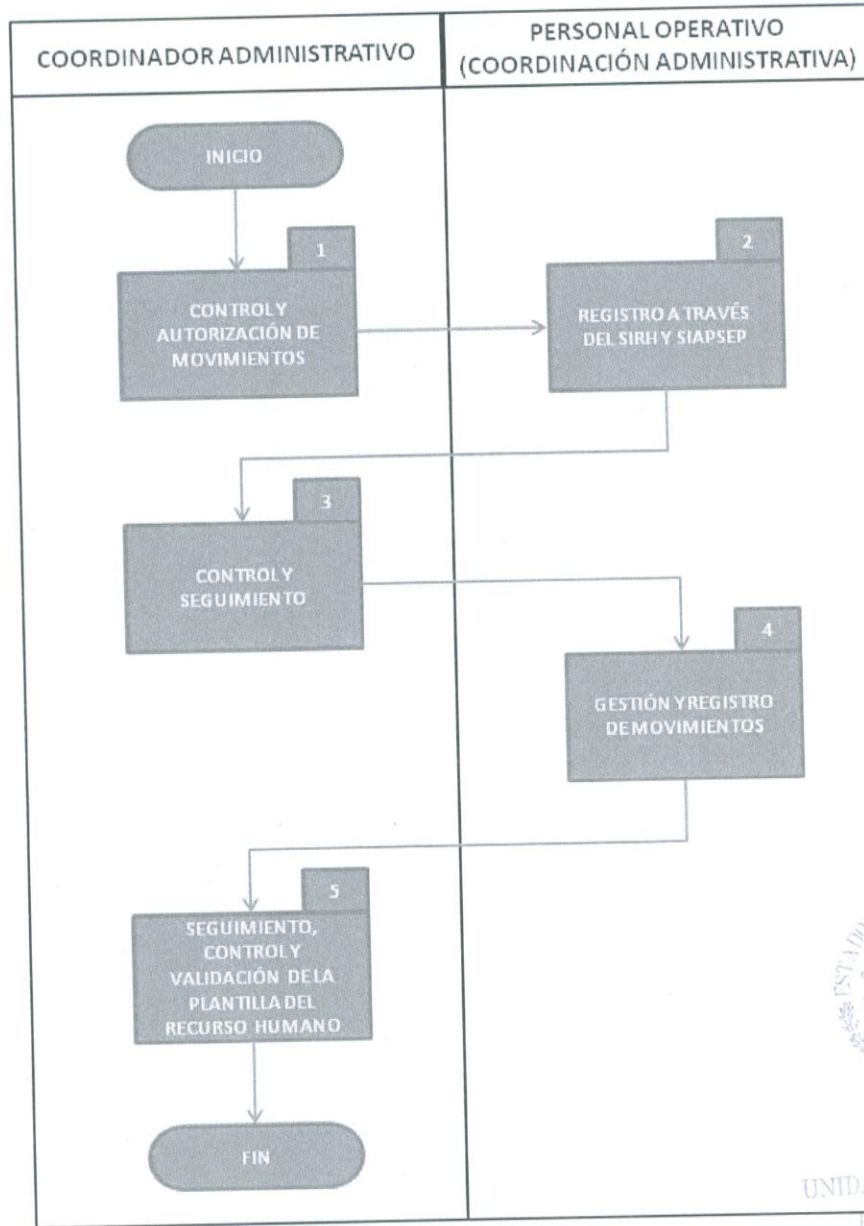 COORDINADOR ADMINISTRATIVO
PERSONAL OPERATIVO
(COORDINACIÓN ADMINISTRATIVA)
INICIO
1
CONTROL Y
AUTORIZACIÓN DE
MOVIMIENTOS
2
REGISTRO A TRAVÉS
DEL SIRH Y SIAPSEP
3
CONTROL Y
SEGUIMIENTO
4
GESTIÓN Y REGISTRO
DE MOVIMIENTOS
5
SEGUIMIENTO,
CONTROL Y
VALIDACIÓN DE LA
PLANTILLA DEL
RECURSO HUMANO
FIN
ESTADO